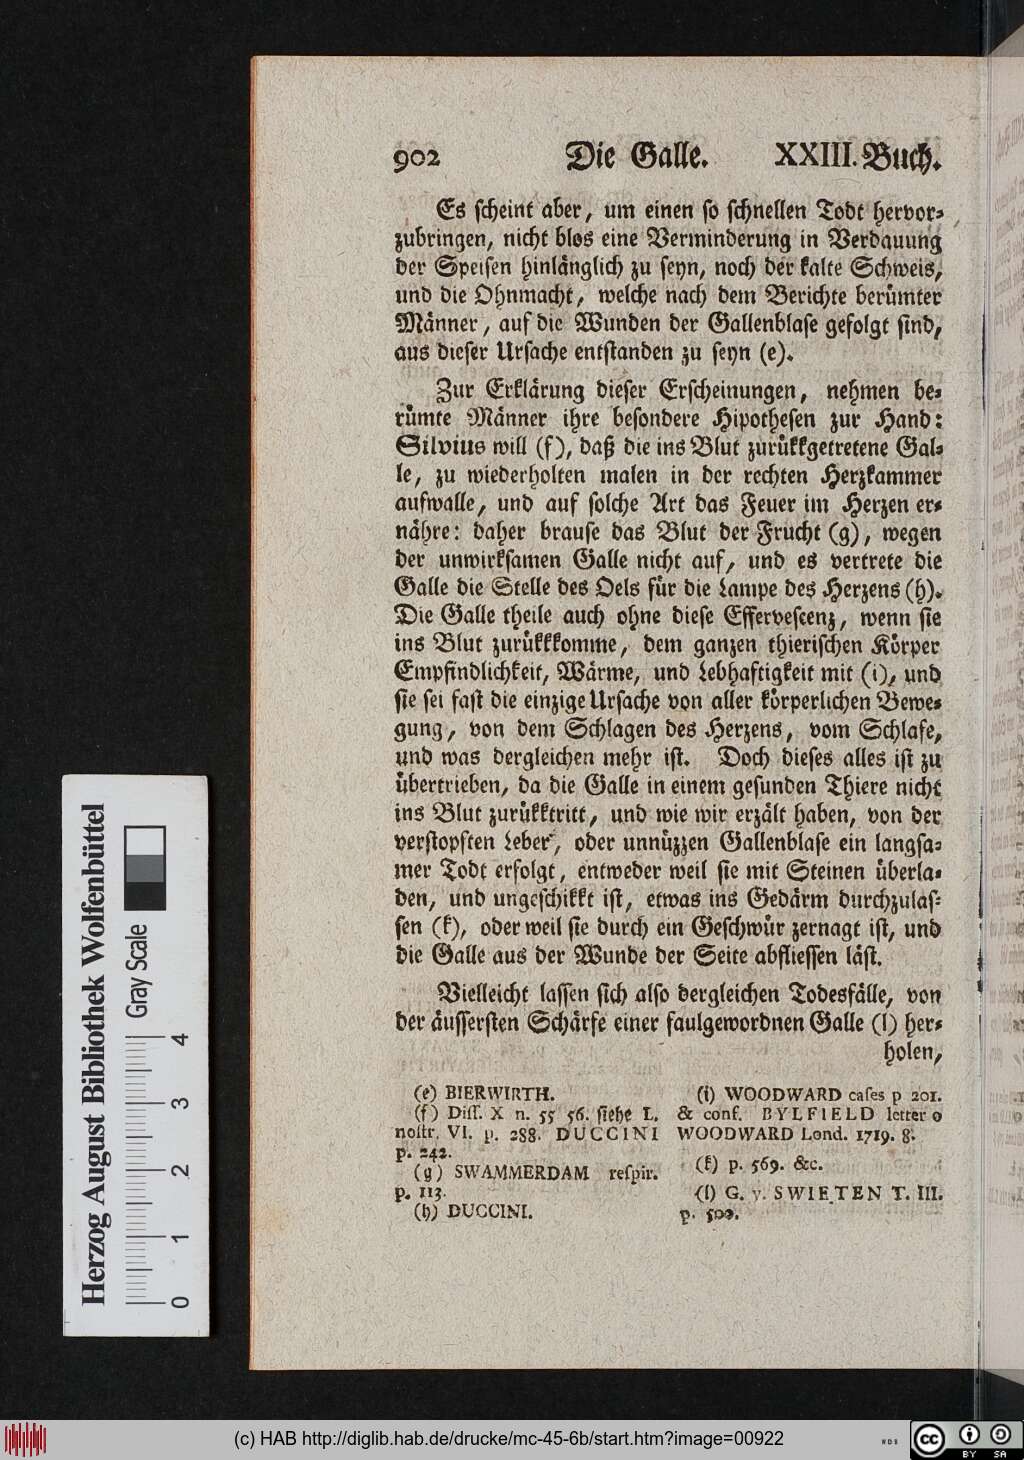 902 Die Galle. XXIII. Buch.
Es scheint aber, um einen so schnellen Todt hervor-
zubringen, nicht blos eine Verminderung in Verdauung
der Speisen hinlänglich zu seyn, noch der kalte Schweis,
und die Ohnmacht, welche nach dem Berichte berümter
Männer, auf die Wunden der Gallenblase gefolgt sind,
aus dieser Ursache entstanden zu seyn (e).
Zur Erklärung dieser Erscheinungen, nehmen be-
rümte Männer ihre besondere Hipothesen zur Hand:
Silvius will (f), daß die ins Blut zurükkgetretene Gal-
le, zu wiederholten malen in der rechten Herzkammer
aufwalle, und auf solche Art das Feuer im Herzen er-
nähre: daher brause das Blut der Frucht (g), wegen
der unwirksamen Galle nicht auf, und es vertrete die
Galle die Stelle des Oels für die Lampe des Herzens (h).
Die Galle theile auch ohne diese Effervescenz, wenn sie
ins Blut zurükkkomme, dem ganzen thierischen Körper
Empfindlichkeit, Wärme, und Lebhaftigkeit mit (i), und
sie sei fast die einzige Ursache von aller körperlichen Bewe-
gung, von dem Schlagen des Herzens, vom Schlafe,
und was dergleichen mehr ist. Doch dieses alles ist zu
übertrieben, da die Galle in einem gesunden Thiere nicht
ins Blut zurükktritt, und wie wir erzält haben, von der
verstopften Leber, oder unnüzzen Gallenblase ein langsa-
mer Todt erfolgt, entweder weil sie mit Steinen überla-
den, und ungeschikkt ist, etwas ins Gedärm durchzulas-
sen (k), oder weil sie durch ein Geschwür zernagt ist, und
die Galle aus der Wunde der Seite abfliessen läst.
Vielleicht lassen sich also dergleichen Todesfälle, von
der äussersten Schärfe einer faulgewordnen Galle (l) her-
holen,
(e) BIERWIRTH.
(f) Diss. X n. 55 56. siehe L.
nostr. VI. p. 288. DUCCINI
p. 242.
(g) SWAMMERDAM respir.
p. 113.
(h) DUCCINI.
(i) WOODWARD cases p 201.
& conf. BYLFIELD letter o
WOODWARD Lond. 1719. 8.
(k) p. 569. &c.
(l) G. v. SWIETEN T. III.
p. 500.
Herzog August Bibliothek Wolfenbüttel
Gray Scale
0 1 2 3 4
(c) HAB http://diglib.hab.de/drucke/mc-45-6b/start.htm?image=00922
WDB
cc BY SA